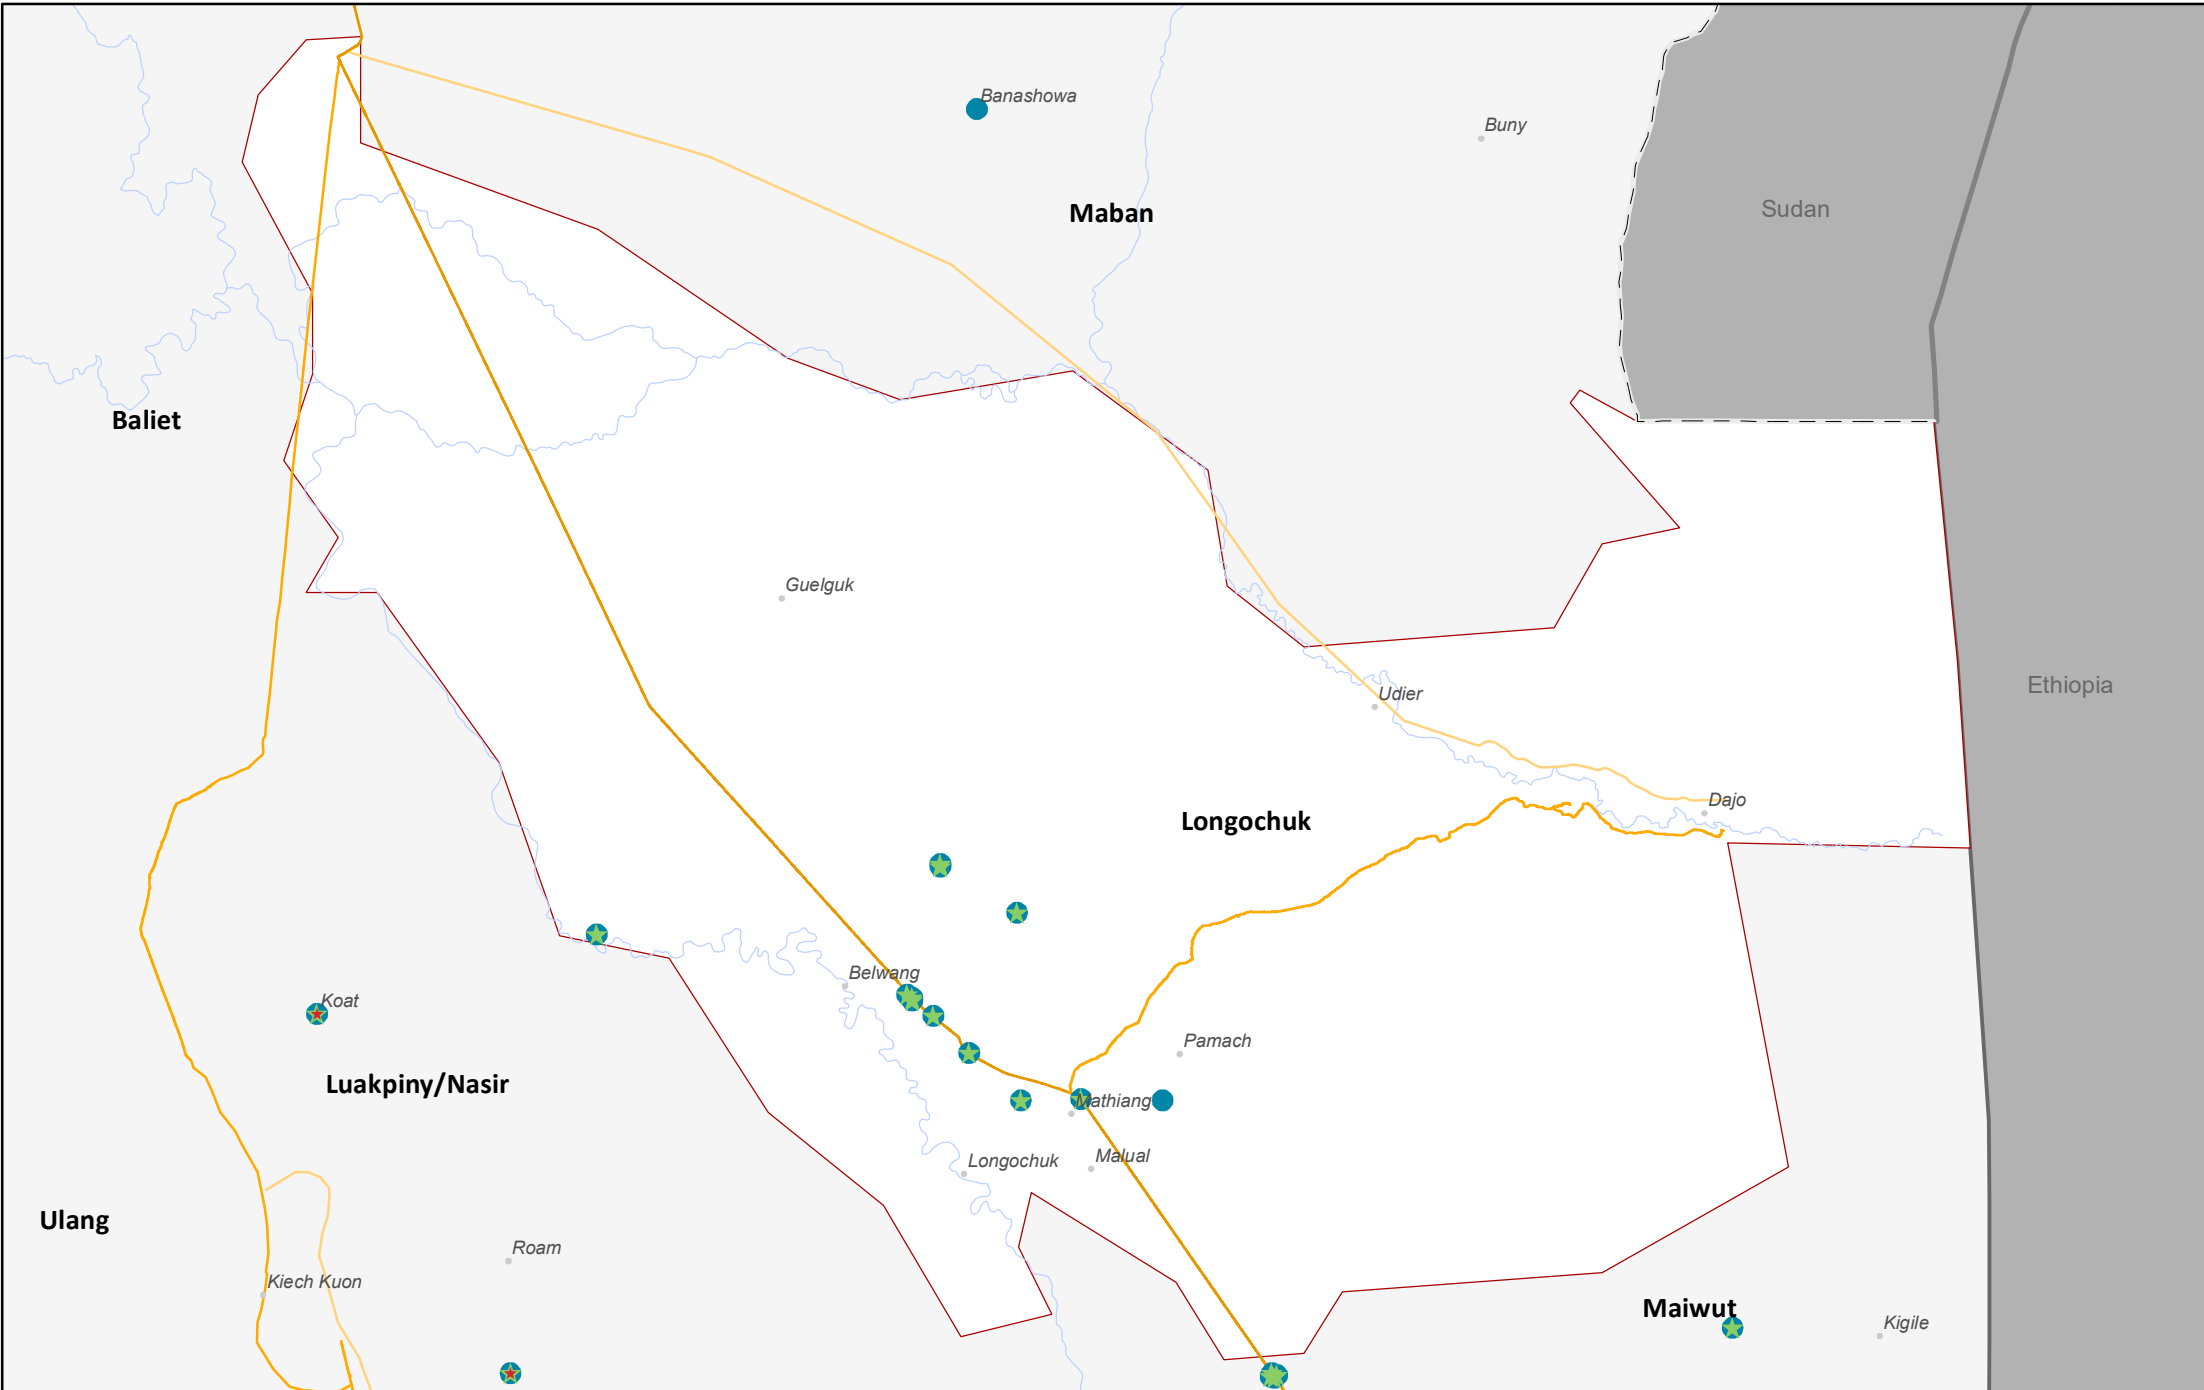 Banashowa
Buny
Maban
Sudan
Baliet
Guelguk
Ethiopia
Udier
Dajo
Longochuk
Belwang
Koat
Pamach
Luakpiny/Nasir
Mathiang
Malual
Longochuk
Ulang
Roam
Kiech Kuon
Maiwut
Kigile